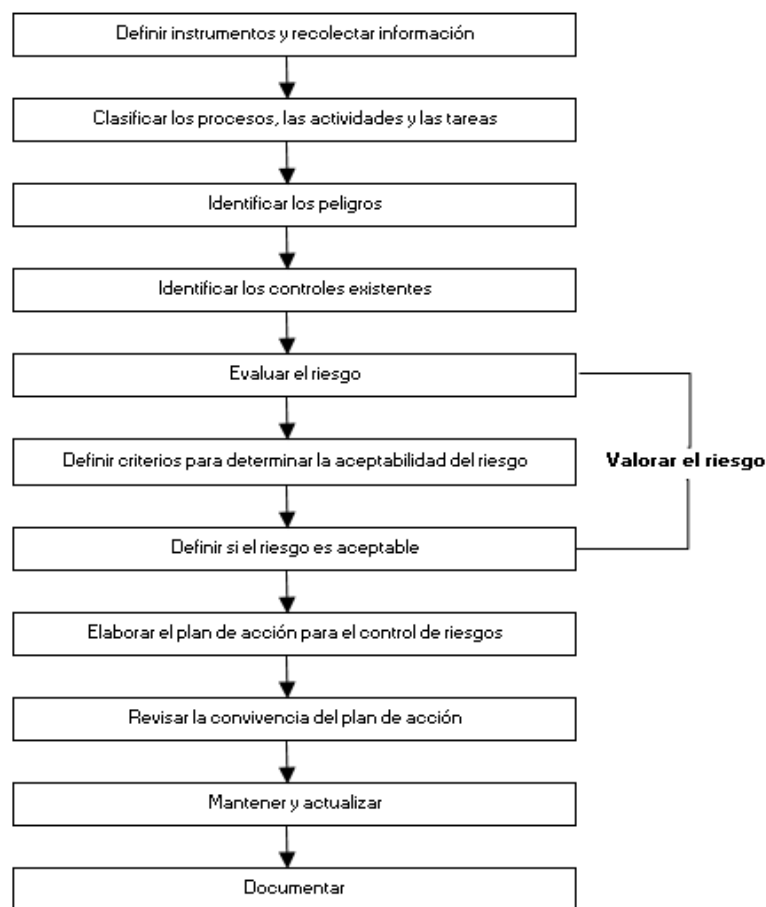 Definir instrumentos y recolectar información
Clasificar los procesos, las actividades y las tareas
Identificar los peligros
Identificar los controles existentes
Evaluar el riesgo
Definir criterios para determinar la aceptabilidad del riesgo
Valorar el riesgo
Definir si el riesgo es aceptable
Elaborar el plan de acción para el control de riesgos
Revisar la convivencia del plan de acción
Mantener y actualizar
Documentar